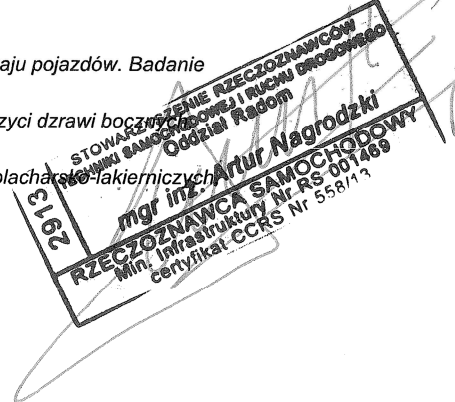 aju pojazdów. Badanie
zyci dzrawi bocznych
blacharsko-lakierniczych
2913
STOWARZYSZENIE RZECZOZNAWCÓW
TECHNIKI SAMOCHODOWEJ I RUCHU DROGOWEGO
Oddział Radom
mgr inż. Artur Nagrodzki
RZECZOZNAWCA SAMOCHODOWY
Min. Infrastruktury Nr RS 001469
certyfikat CCRS Nr 558/13